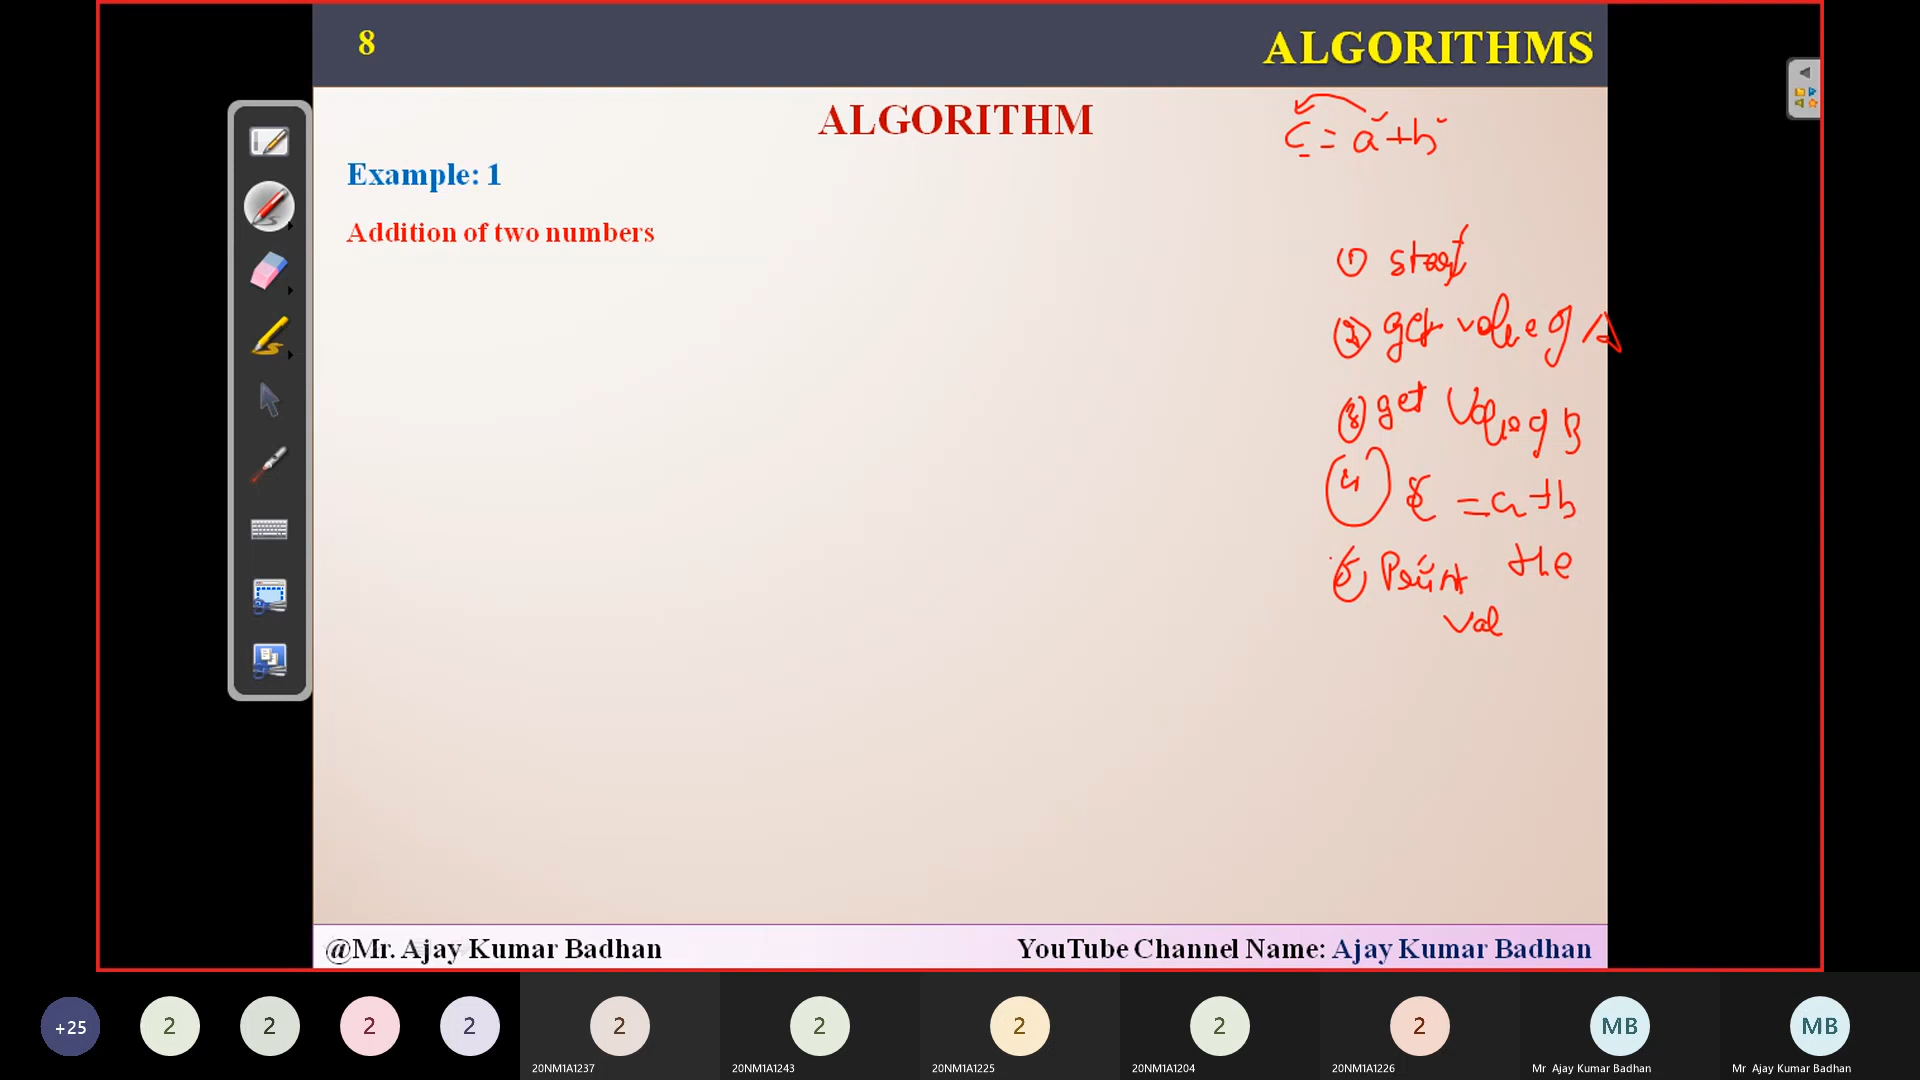 8
ALGORITHMS
ALGORITHM
c = a + b
Example: 1
Addition of two numbers
① start
② get value of A
③ get Value of B
④ C = a + b
⑤ Print the
val
@Mr. Ajay Kumar Badhan
YouTube Channel Name: Ajay Kumar Badhan
+25
2
2
2
2
2
2
2
2
2
MB
MB
20NM1A1237
20NM1A1243
20NM1A1225
20NM1A1204
20NM1A1226
Mr Ajay Kumar Badhan
Mr Ajay Kumar Badhan